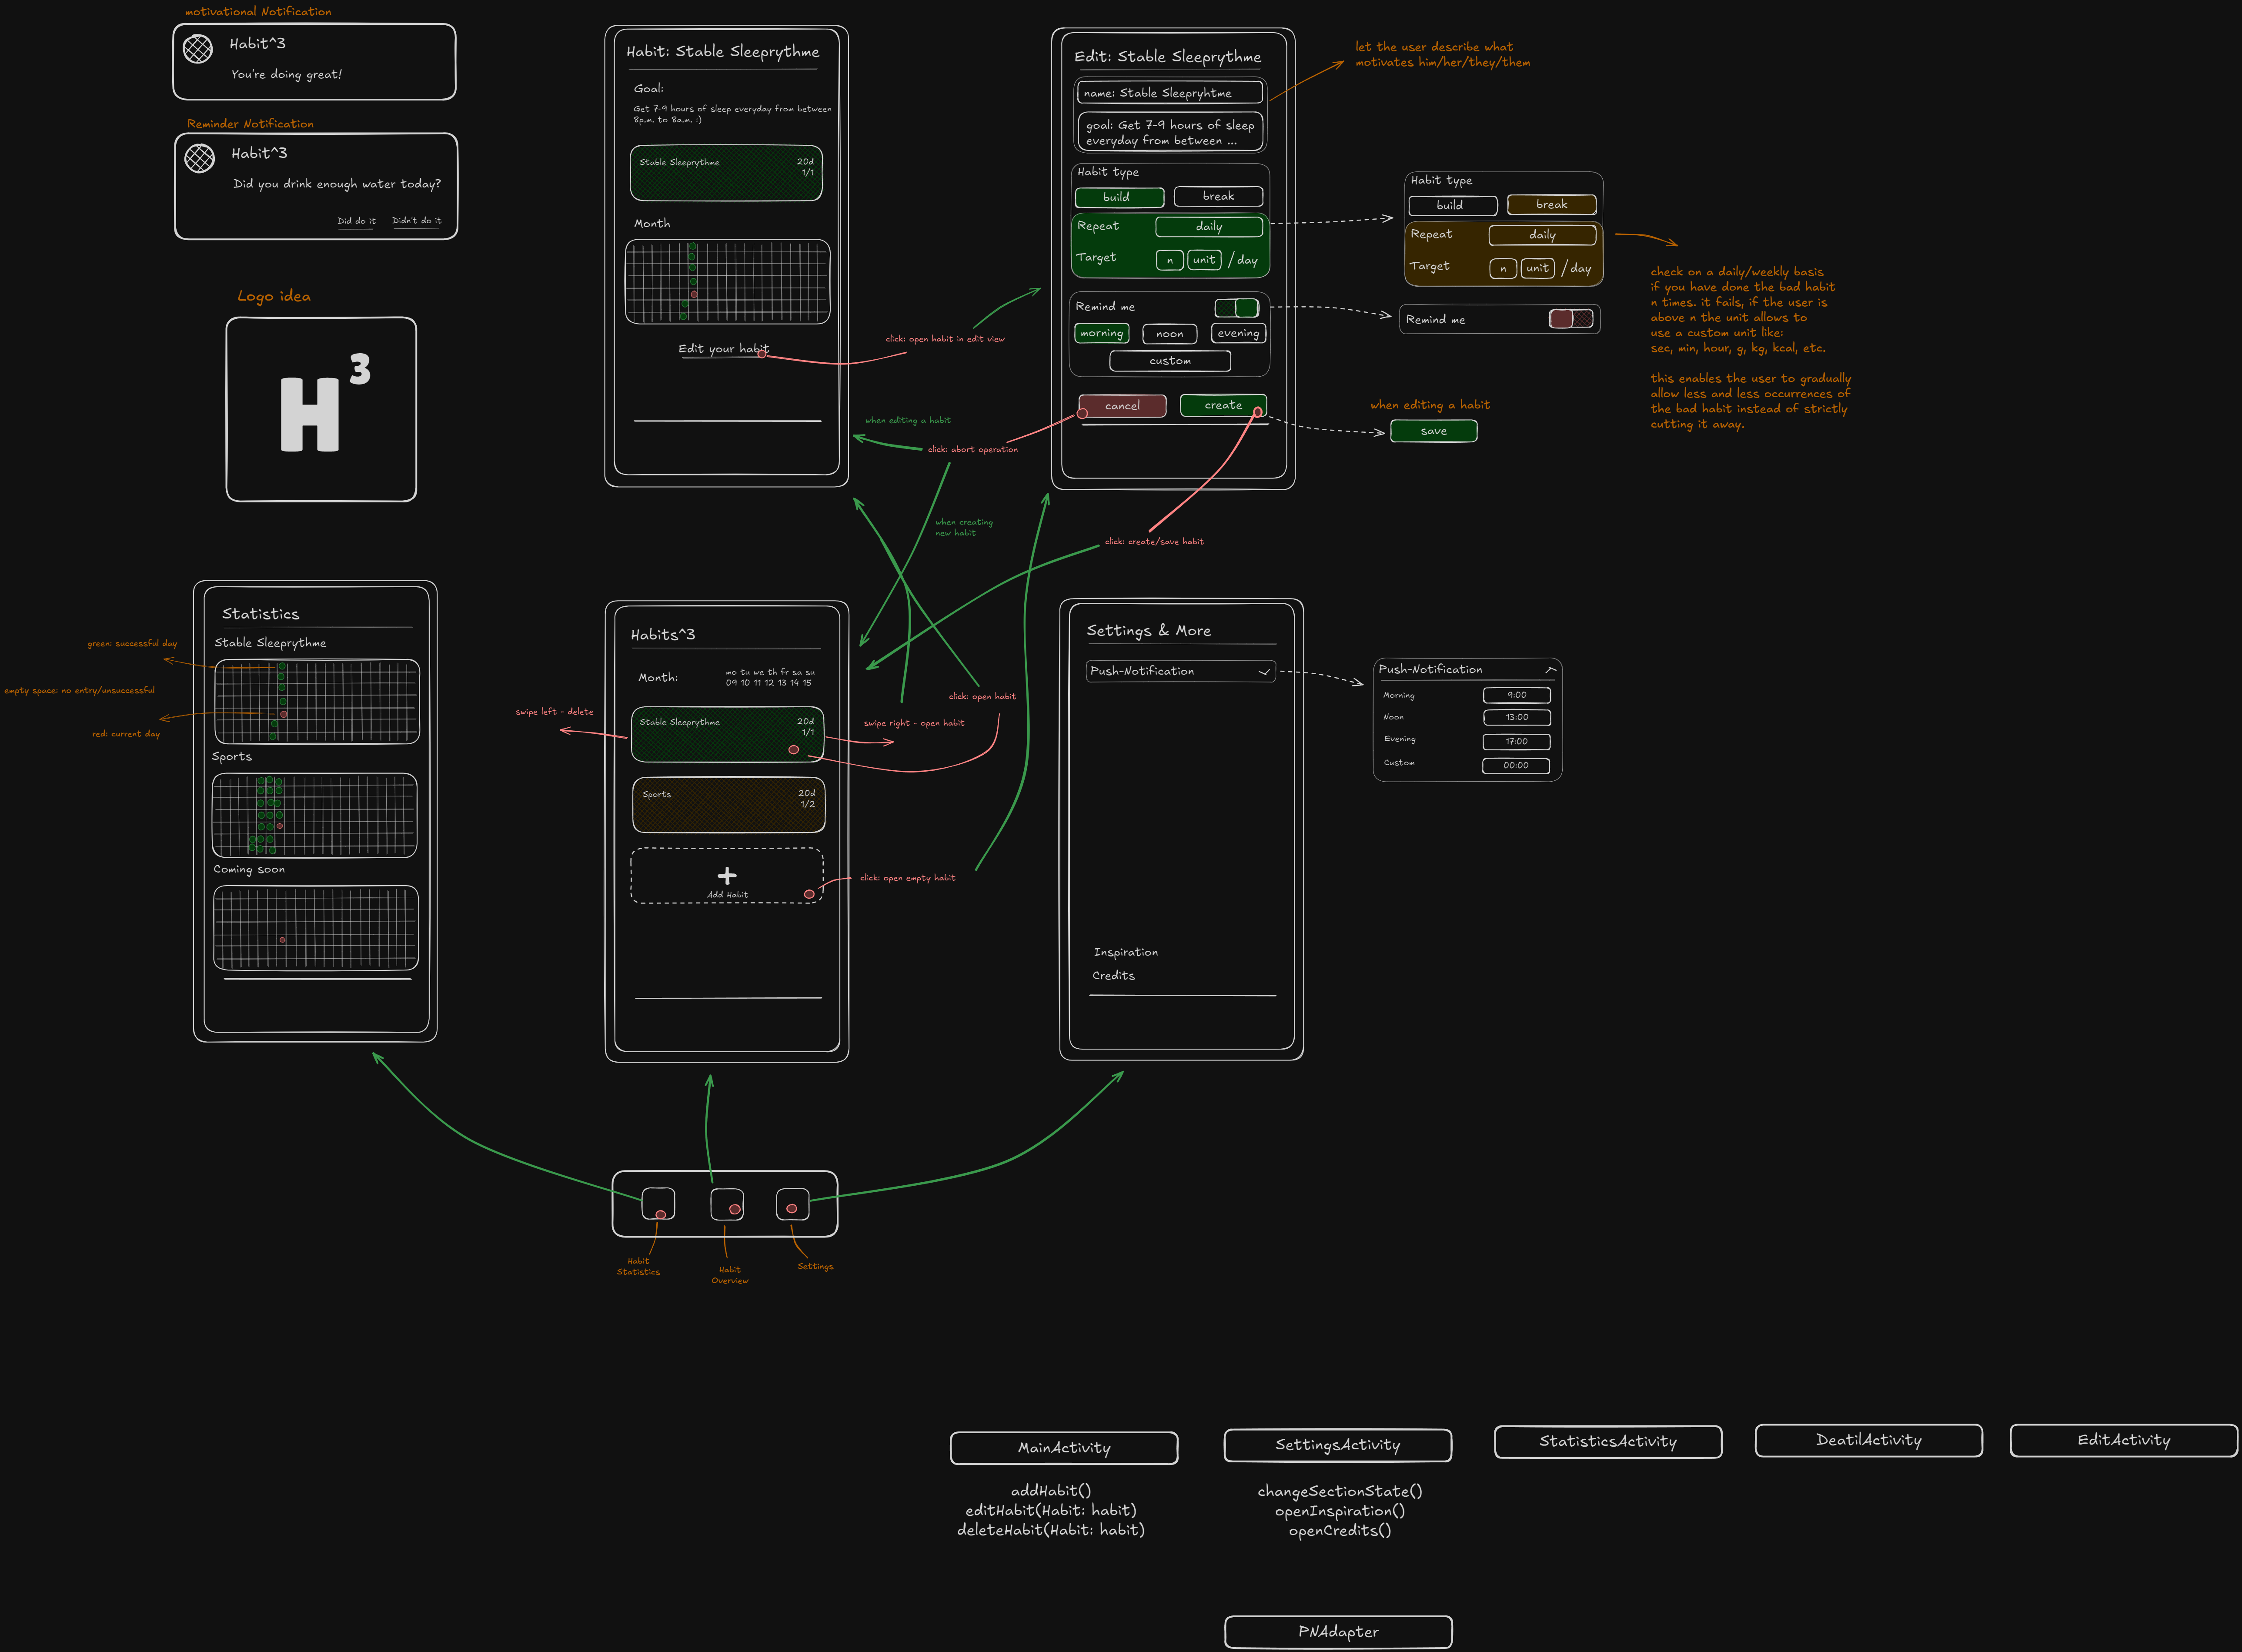 motivational Notification
Habit^3
You're doing great!
Reminder Notification
Habit^3
Did you drink enough water today?
Did do it
Didn't do it
Logo idea
H3
Habit: Stable Sleeprythme
Goal:
Get 7-9 hours of sleep everyday from between
8p.m. to 8a.m. :)
Stable Sleeprythme
20d
1/1
Month
Edit your habit
click: open habit in edit view
Edit: Stable Sleeprythme
name: Stable Sleepryhtme
goal: Get 7-9 hours of sleep
everyday from between ...
Habit type
build
break
Repeat
daily
Target
n
unit
/day
Remind me
morning
noon
evening
custom
cancel
create
let the user describe what
motivates him/her/they/them
Habit type
build
break
Repeat
daily
Target
n
unit
/day
Remind me
when editing a habit
save
check on a daily/weekly basis
if you have done the bad habit
n times. it fails, if the user is
above n the unit allows to
use a custom unit like:
sec, min, hour, g, kg, kcal, etc.
this enables the user to gradually
allow less and less occurrences of
the bad habit instead of strictly
cutting it away.
when editing a habit
click: abort operation
when creating
new habit
click: create/save habit
Statistics
Stable Sleeprythme
green: successful day
empty space: no entry/unsuccessful
red: current day
Sports
Coming soon
Habits^3
Month:
mo tu we th fr sa su
09 10 11 12 13 14 15
Stable Sleeprythme
20d
1/1
swipe left - delete
swipe right - open habit
click: open habit
Sports
20d
1/2
+
Add Habit
click: open empty habit
Settings & More
Push-Notification
Inspiration
Credits
Push-Notification
Morning
9:00
Noon
13:00
Evening
17:00
Custom
00:00
Habit
Statistics
Habit
Overview
Settings
MainActivity
addHabit()
editHabit(Habit: habit)
deleteHabit(Habit: habit)
SettingsActivity
changeSectionState()
openInspiration()
openCredits()
StatisticsActivity
DeatilActivity
EditActivity
PNAdapter